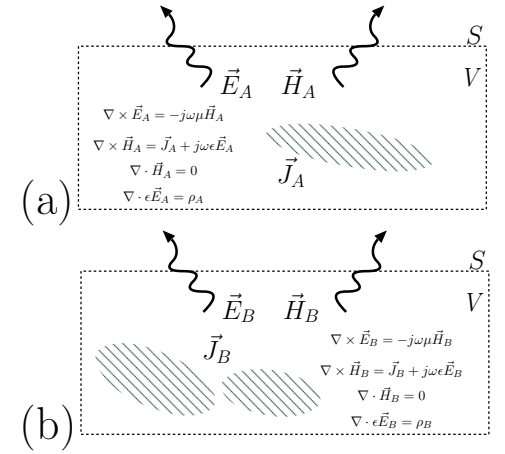 S
V
E⃗_A H⃗_A
∇ × E⃗_A = −jωμH⃗_A
∇ × H⃗_A = J⃗_A + jωϵE⃗_A
∇ · H⃗_A = 0
∇ · ϵE⃗_A = ρ_A
J⃗_A
(a)
S
V
E⃗_B H⃗_B
J⃗_B
∇ × E⃗_B = −jωμH⃗_B
∇ × H⃗_B = J⃗_B + jωϵE⃗_B
∇ · H⃗_B = 0
∇ · ϵE⃗_B = ρ_B
(b)